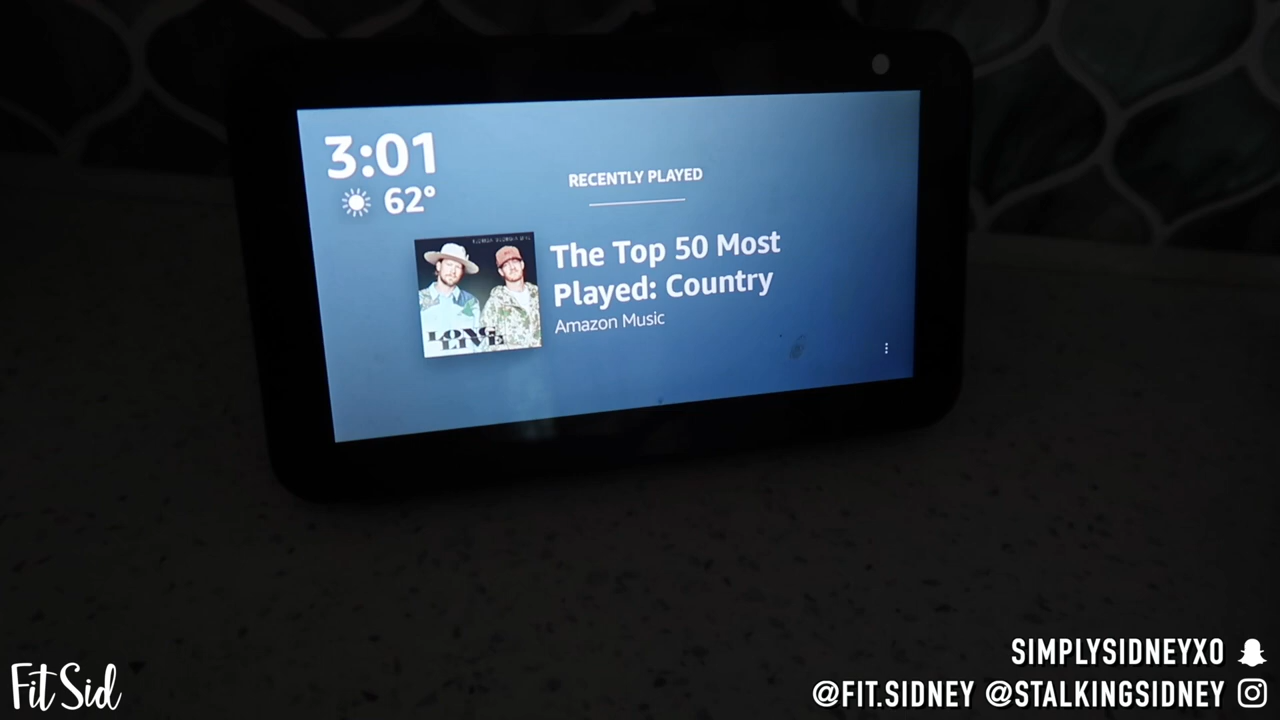 3:01
62°
RECENTLY PLAYED
The Top 50 Most
Played: Country
Amazon Music
LONG
LIVE
SIMPLYSIDNEYXO
@FIT.SIDNEY @STALKINGSIDNEY
Fit Sid